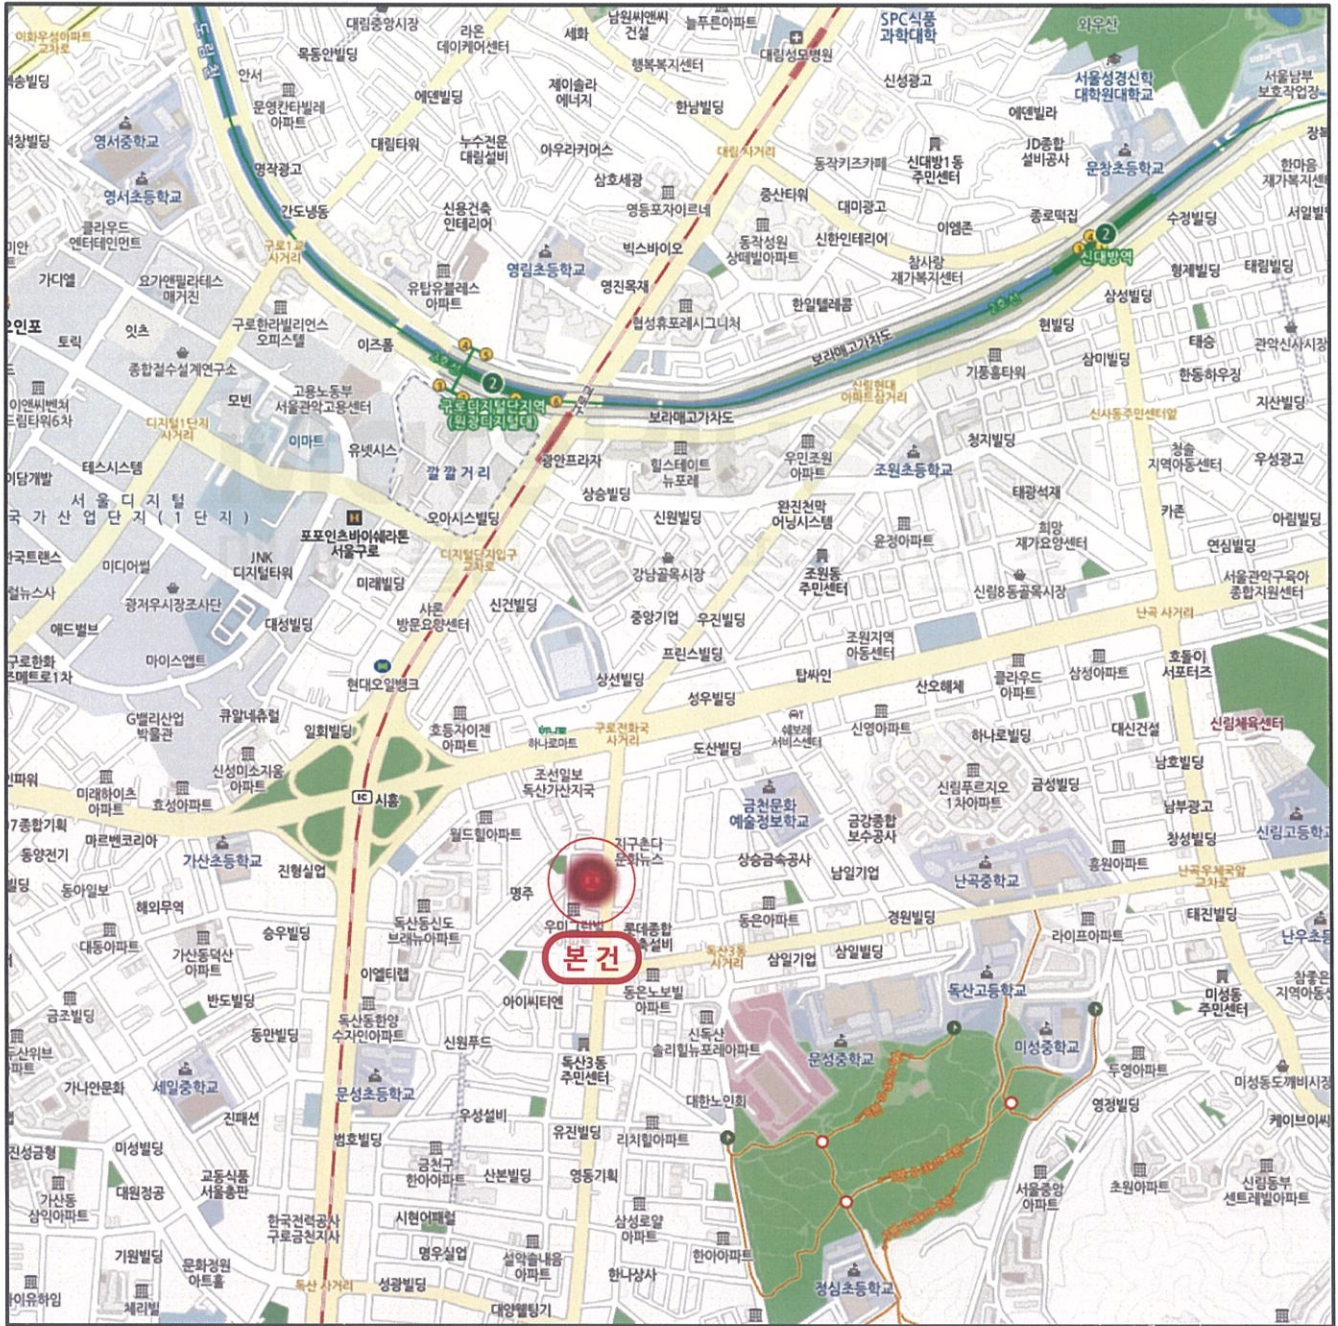 이화우성아파트
교차로
대림중앙시장
목동안빌딩
라온
데이케어센터
세화
남원씨앤씨
건설
늘푸르아파트
행복복지센터
대림성모병원
SPC식품
과학대학
와우산
안서
문영칸타빌레
아파트
에덴빌딩
제이솔라
에너지
한남빌딩
신성광고
서울성경신학
대학원대학교
서울남부
보호작업장
에덴빌라
영서중학교
대림타워
누수전운
대림설비
아우라커머스
대림 사거리
동작키즈카페
신대방1동
주민센터
JD종합
설비공사
문창초등학교
한마음
재가복지센터
영작광고
영서초등학교
삼호세광
영등포자이르네
중산타워
대미광고
간도냉동
신용건축
인테리어
이엠존
종로떡집
수정빌딩
클라우드
엔터테인먼트
구로1교
사거리
빅스바이오
동작성원
상떼빌아파트
신한인테리어
2
신대방역
영림초등학교
참사랑
재가복지센터
형제빌딩
태림빌딩
가디엘
요가앤필라테스
매거진
유탑유블레스
아파트
영진목재
한일텔레콤
삼성빌딩
2호선
구로한라빌리언스
오피스텔
협성휴포레시그니처
현빌딩
잇츠
토릭
이즈폼
보라매고가차도
태승
관악신사시장
종합철수설계연구소
삼미빌딩
기풍홀타워
한동하우징
2
구로디지털단지역
(원광디지털대)
고용노동부
서울관악고용센터
모빈
신림현대
아파트삼거리
지산빌딩
디지털1단지
사거리
보라매고가차도
신사동주민센터앞
이마트
유넷시스
깔깔거리
광안프라자
힐스테이트
뉴포레
우민조원
아파트
조원초등학교
청지빌딩
청솔
지역아동센터
우성광고
테스시스템
서울디지털
국가산업단지(1단지)
상승빌딩
태광석재
카존
오아시스빌딩
신원빌딩
완진천막
어닝시스템
윤정아파트
희망
재가요양센터
아림빌딩
포포인츠바이쉐라톤
서울구로
디지털단지입구
교차로
연심빌딩
미디어썰
JNK
디지털타워
미래빌딩
강남골목시장
조원동
주민센터
신림8동골목시장
서울관악구육아
종합지원센터
광저우시장조사단
샤론
방문요양센터
신건빌딩
중앙기업
우진빌딩
난곡 사거리
애드벌브
대성빌딩
조원지역
아동센터
마이스앱트
프린스빌딩
호돌이
서포터즈
현대오일뱅크
상선빌딩
성우빌딩
탑싸인
산오해체
클라우드
아파트
삼성아파트
G밸리산업
박물관
큐알네츄럴
일회빌딩
호등자이젠
아파트
하나로마트
구로전화국
사거리
도산빌딩
쉐보레
서비스센터
신영아파트
하나로빌딩
대신건설
신림체육센터
신성미소지움
아파트
남호빌딩
미래하이츠
아파트
효성아파트
IC 시흥
조선일보
독산가산지국
금천문화
예술정보학교
신림푸르지오
1차아파트
금성빌딩
남부광고
마르벤코리아
동양전기
가산초등학교
월드힐아파트
지구촌다
문화뉴스
금강종합
보수공사
창성빌딩
신림고등학교
진형실업
상승금속공사
남일기업
난곡중학교
흥원아파트
난곡우체국앞
교차로
동아일보
해외무역
명주
독산동신도
브래뉴아파트
동은아파트
경원빌딩
라이프아파트
태진빌딩
대동아파트
승우빌딩
가산동덕산
아파트
본 건
독산3동
사거리
삼일기업
삼일빌딩
이엘티랩
독산고등학교
반도빌딩
아이씨티엔
동은노보빌
아파트
미성동
주민센터
금조빌딩
동만빌딩
독산동한양
수자인아파트
신원푸드
신독산
솔리힐뉴포레아파트
문성중학교
미성중학교
독산3동
주민센터
두영아파트
가나안문화
세일중학교
문성초등학교
대한노인회
영정빌딩
미성동도깨비시장
진패션
우성설비
미성빌딩
범호빌딩
유진빌딩
리치힐아파트
금천구
한아아파트
산본빌딩
영동기획
교동식품
서울총판
대원정공
가산동
삼익아파트
서울중앙
아파트
초원아파트
신림동부
센트레빌아파트
시현어패럴
한국전력공사
구로금천지사
삼성로얄
아파트
기원빌딩
명우실업
설악솔내음
아파트
한아아파트
문화정원
아트홀
한나상사
독산 사거리
성광빌딩
정심초등학교
체리빌
대양웰팅기